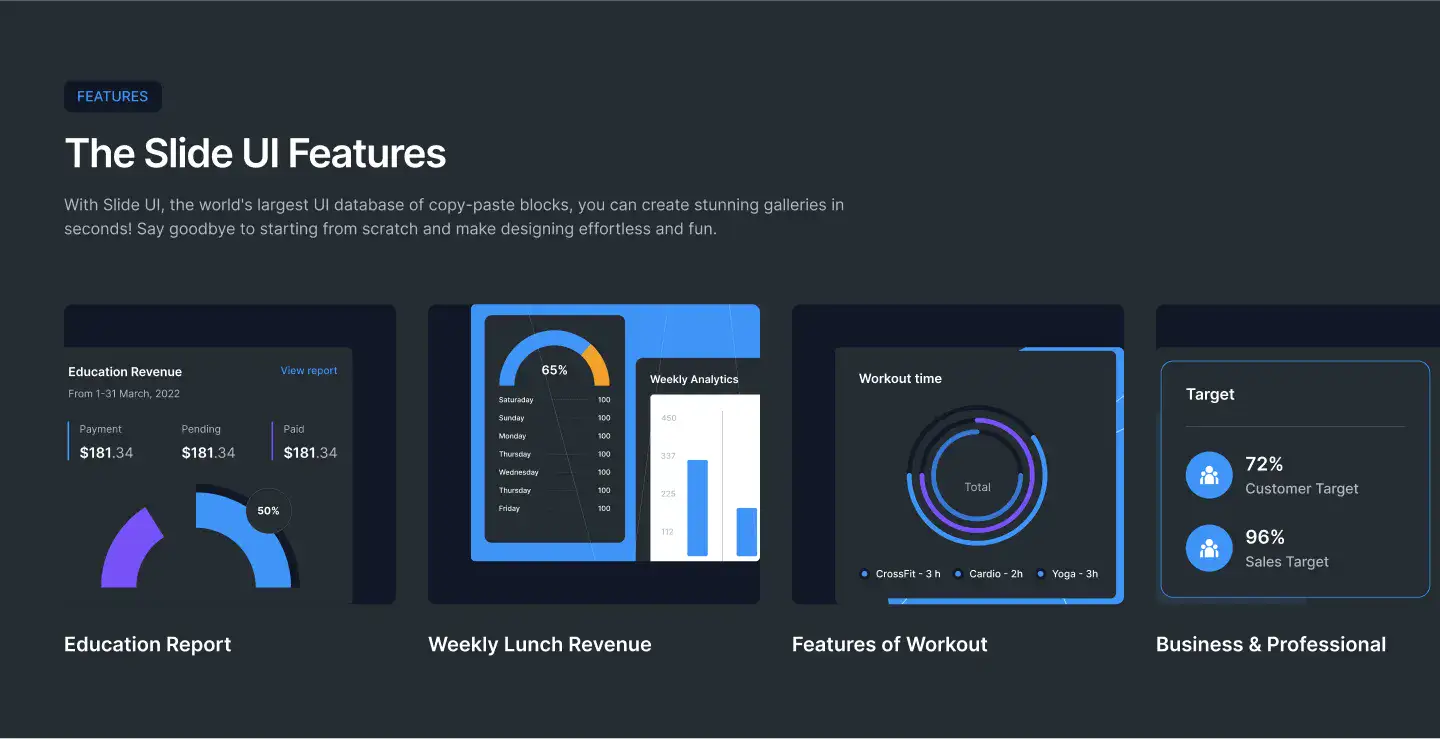 FEATURES
The Slide UI Features
With Slide UI, the world's largest UI database of copy-paste blocks, you can create stunning galleries in
seconds! Say goodbye to starting from scratch and make designing effortless and fun.
Education Revenue
View report
From 1-31 March, 2022
Payment
Pending
Paid
$181.34
$181.34
$181.34
50%
Education Report
65%
Saturaday 100
Sunday 100
Monday 100
Thursday 100
Wednesday 100
Thursday 100
Friday 100
Weekly Analytics
450
337
225
112
Weekly Lunch Revenue
Workout time
Total
CrossFit - 3 h
Cardio - 2h
Yoga - 3h
Features of Workout
Target
72%
Customer Target
96%
Sales Target
Business & Professional